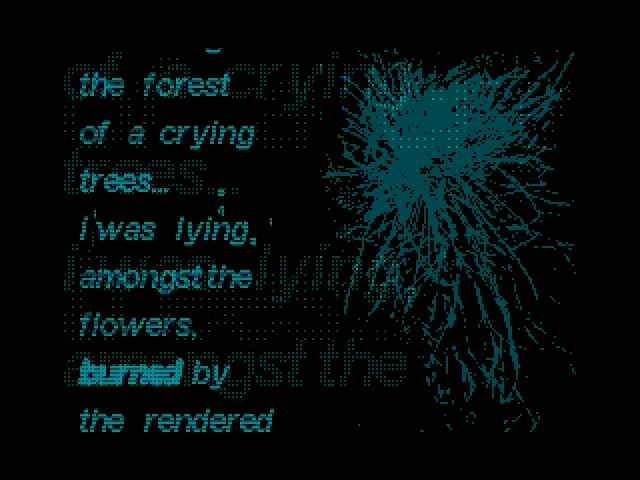 the forest
of a crying
trees...
i was lying,
amongst the
flowers,
burned by
the rendered